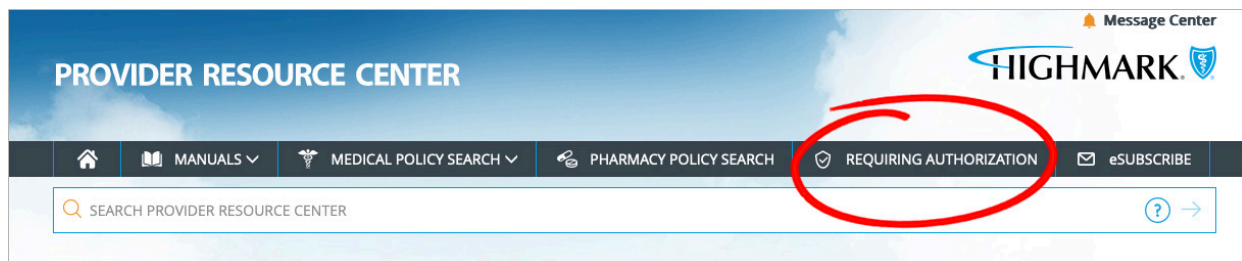 Message Center
PROVIDER RESOURCE CENTER
HIGHMARK.
MANUALS MEDICAL POLICY SEARCH PHARMACY POLICY SEARCH REQUIRING AUTHORIZATION eSUBSCRIBE
SEARCH PROVIDER RESOURCE CENTER ?